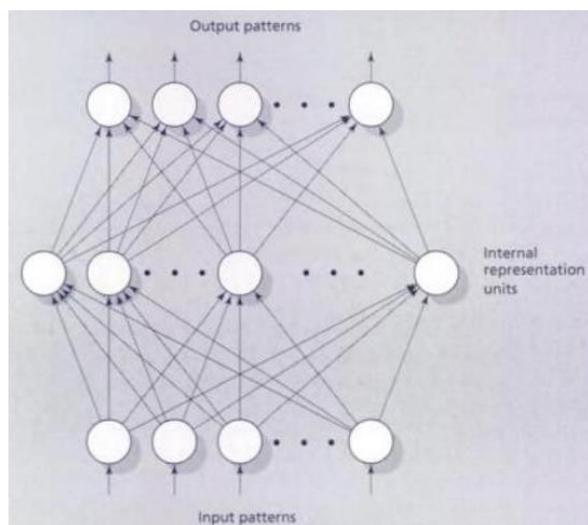 Output patterns
Internal
representation
units
Input patterns